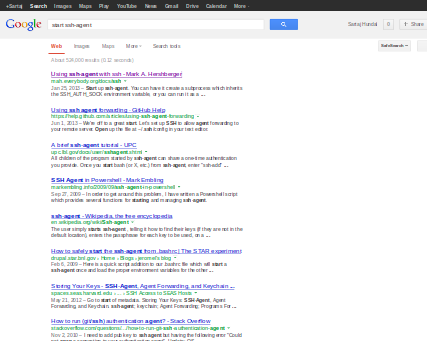 +Sanaj Search Images Maps Play YouTube News Gmail Drive Calendar More
Google start ssh-agent 0 + Share
Web Images Maps More Search tools SafeSearch
About 524,000 results (0.12 seconds)
Using ssh-agent with ssh - Mark A. Hershberger
mah.everybody.org/docs/ssh
Jan 25, 2013 – Start up ssh-agent. You can have it create a subprocess which inherits
the SSH_AUTH_SOCK environment variable, or you can run it as a ...
Using ssh-agent forwarding · GitHub Help
https://help.github.com/articles/using-ssh-agent-forwarding
Jun 1, 2013 – We're off to a great start. Let's set up SSH to allow agent forwarding to
your remote server. Open up the file at ~/.ssh/config in your text editor.
A brief ssh-agent tutorial - UPC
All children of the program started by ssh-agent can share a one-time authentication
you provide. Once you start bash (or X, etc.) from ssh-agent, enter "ssh-add" ...
SSH Agent in Powershell - Mark Embling
markembling.info/2009/09/ssh-agent-in-powershell
Sep 27, 2009 – In order to get around this problem, I have written a Powershell script
which provides several functions for starting and managing ssh agent.
ssh-agent - Wikipedia, the free encyclopedia
en.wikipedia.org/wiki/Ssh-agent
The user simply starts ssh-agent, telling it how to find their keys (if they are not in the
default location), enters the passphrase for each key to be used, on a ...
How to safely start the ssh-agent from .bashrc | The STAR experiment
drupal.star.bnl.gov › Home › Blogs › jeromel's blog
Feb 6, 2009 – Here is a quick script addition to our .bashrc file which will start a
ssh-agent once and load the proper environment variables for the other ...
Storing Your Keys - SSH-Agent, Agent Forwarding, and Keychain ...
spaces.seas.harvard.edu › ... › SSH Access to SEAS Hosts
May 21, 2012 – Go to start of metadata. Storing Your Keys: SSH-Agent, Agent
Forwarding, and Keychain. ssh-agent; keychain; Agent Forwarding; Programs For ...
How to run (git/ssh) authentication agent? - Stack Overflow
stackoverflow.com/questions/.../how-to-run-git-ssh-authentication-agent
Nov 2, 2010 – I need to add pub key to ssh agent but having the following error "Could